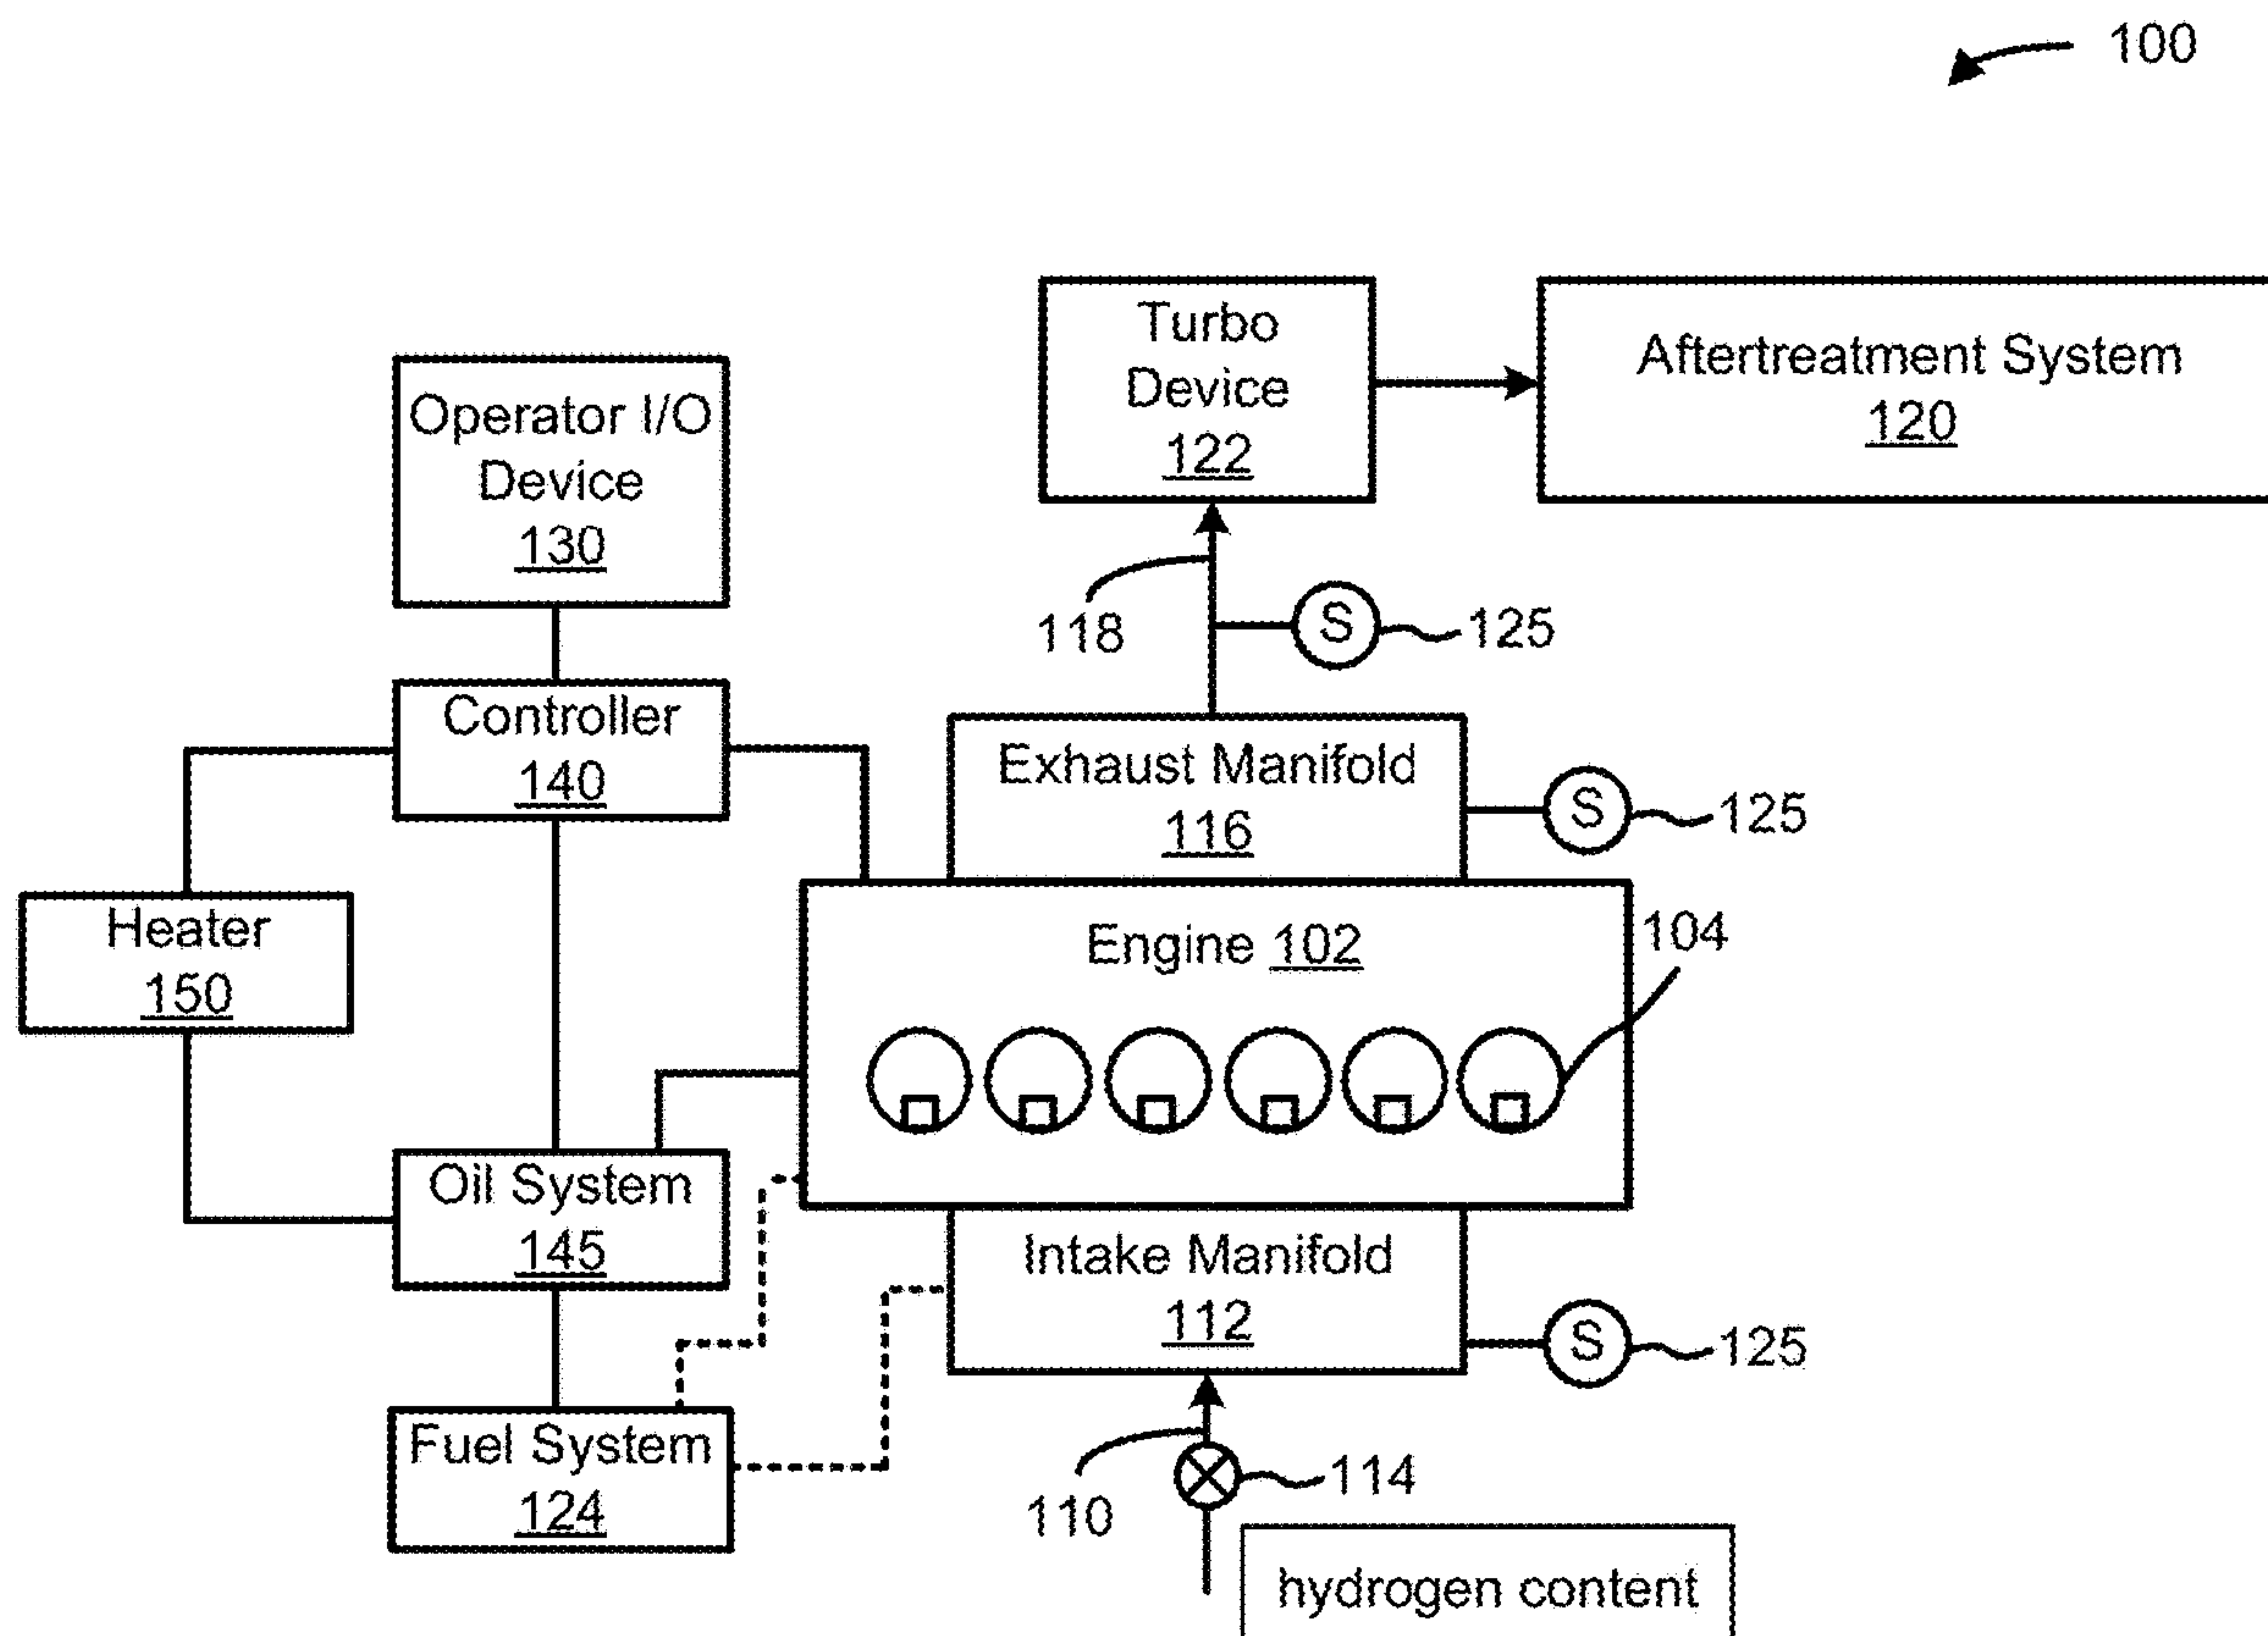 100
Turbo
Device
122
Aftertreatment System
120
Operator I/O
Device
130
118
S
125
Controller
140
Exhaust Manifold
116
S
125
Heater
150
Engine 102
104
Oil System
145
Intake Manifold
112
S
125
Fuel System
124
110
114
hydrogen content